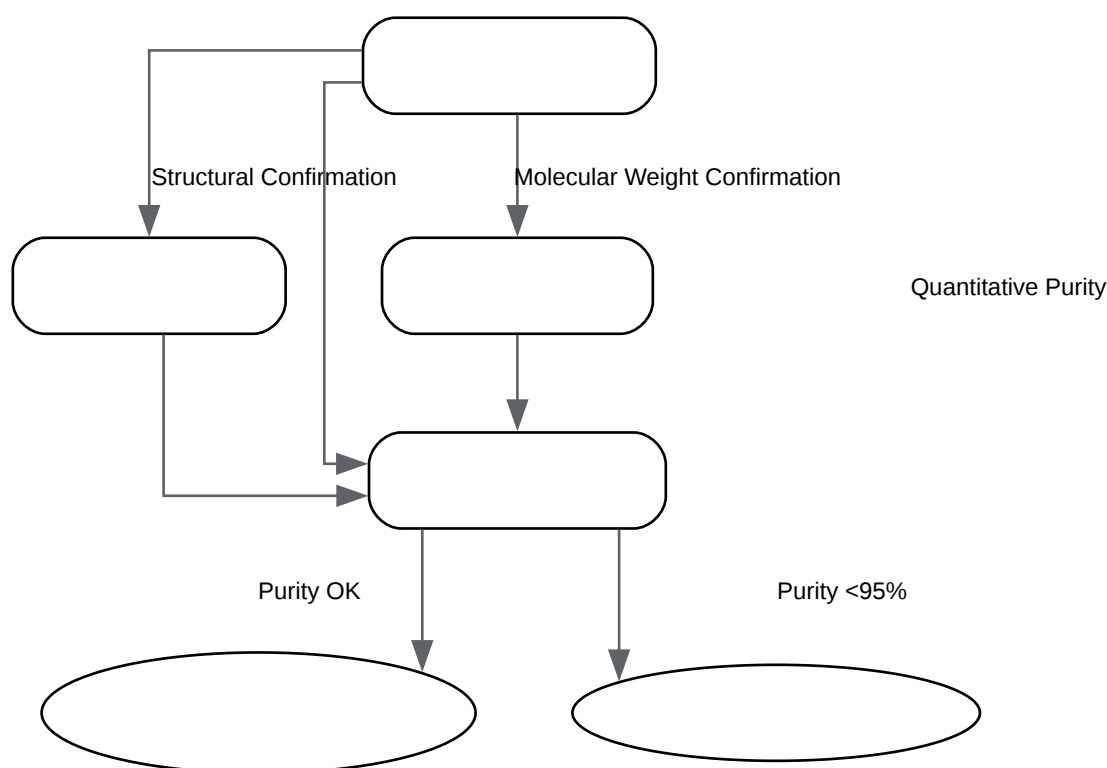 Structural Confirmation
Molecular Weight Confirmation
Quantitative Purity
Purity OK
Purity <95%